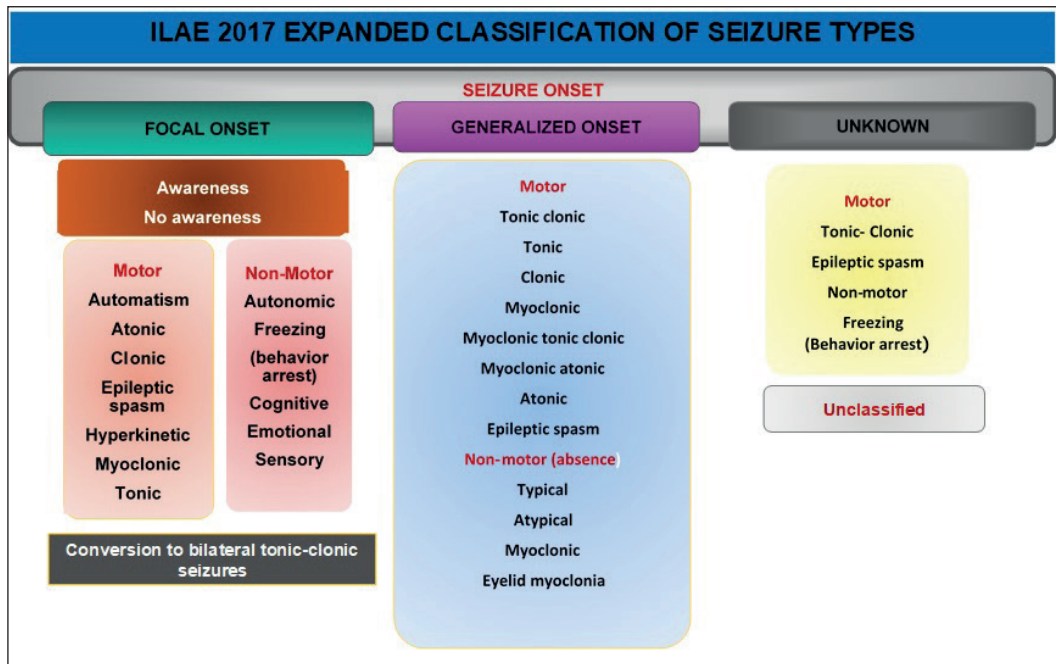 ILAE 2017 EXPANDED CLASSIFICATION OF SEIZURE TYPES
SEIZURE ONSET
FOCAL ONSET
Awareness
No awareness
Motor
Automatism
Atonic
Clonic
Epileptic
spasm
Hyperkinetic
Myoclonic
Tonic
Non-Motor
Autonomic
Freezing
(behavior
arrest)
Cognitive
Emotional
Sensory
Conversion to bilateral tonic-clonic
seizures
GENERALIZED ONSET
Motor
Tonic clonic
Tonic
Clonic
Myoclonic
Myoclonic tonic clonic
Myoclonic atonic
Atonic
Epileptic spasm
Non-motor (absence)
Typical
Atypical
Myoclonic
Eyelid myoclonia
UNKNOWN
Motor
Tonic- Clonic
Epileptic spasm
Non-motor
Freezing
(Behavior arrest)
Unclassified